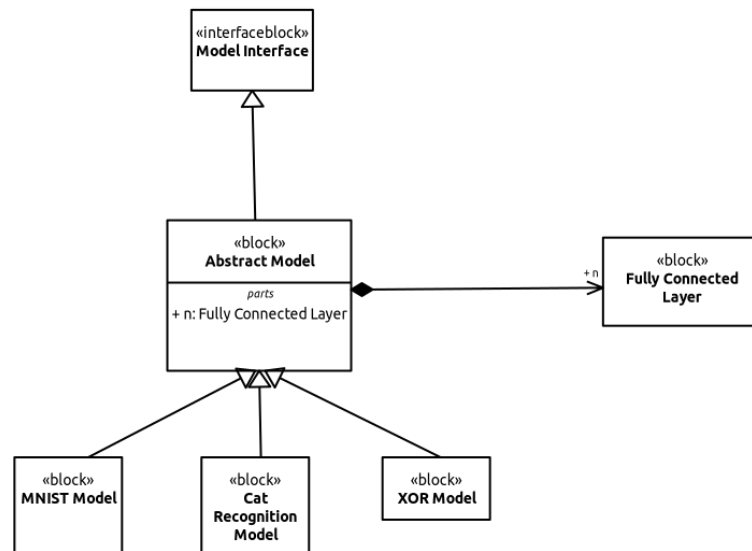 «interfaceblock»
Model Interface
«block»
Abstract Model
parts
+ n: Fully Connected Layer
+ n
«block»
Fully Connected
Layer
«block»
MNIST Model
«block»
Cat
Recognition
Model
«block»
XOR Model